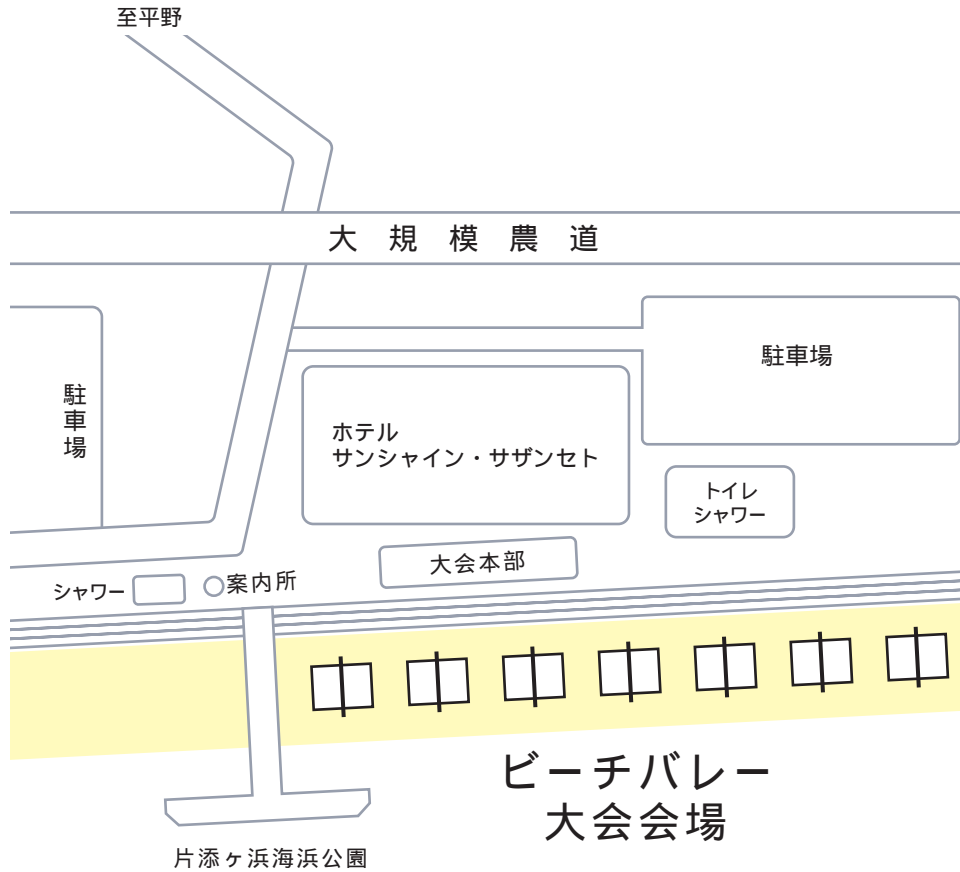 至平野
大規模農道
駐車場
駐車場
ホテル
サンシャイン・サザンセト
トイレ
シャワー
大会本部
シャワー
案内所
ビーチバレー
大会会場
片添ヶ浜海浜公園